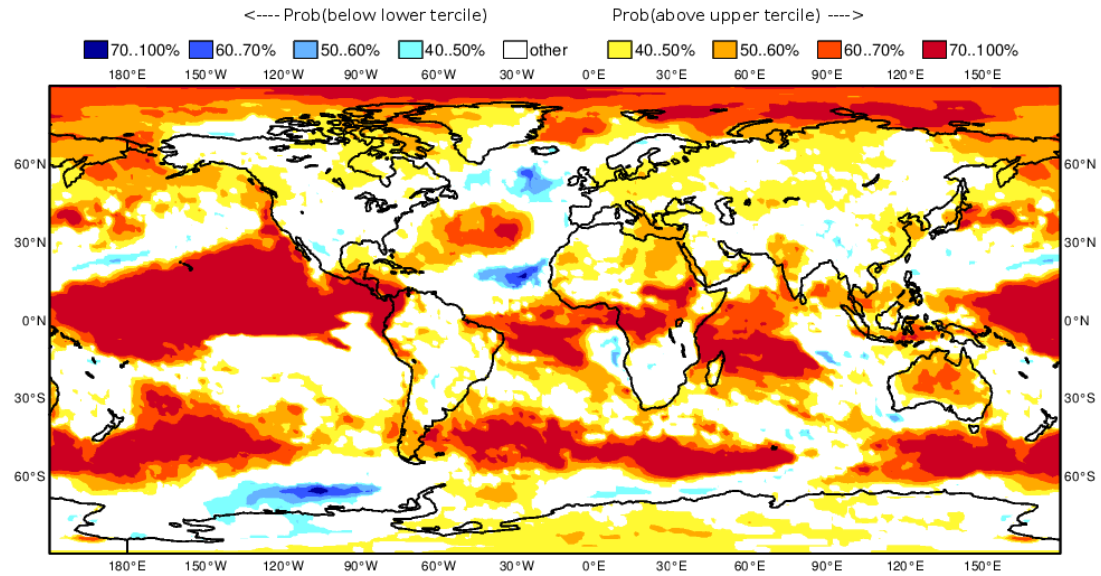 <---- Prob(below lower tercile) Prob(above upper tercile) ---->
70..100% 60..70% 50..60% 40..50% other 40..50% 50..60% 60..70% 70..100%
180°E 150°W 120°W 90°W 60°W 30°W 0°E 30°E 60°E 90°E 120°E 150°E
60°N 60°N
30°N 30°N
0°N 0°N
30°S 30°S
60°S 60°S
180°E 150°W 120°W 90°W 60°W 30°W 0°E 30°E 60°E 90°E 120°E 150°E